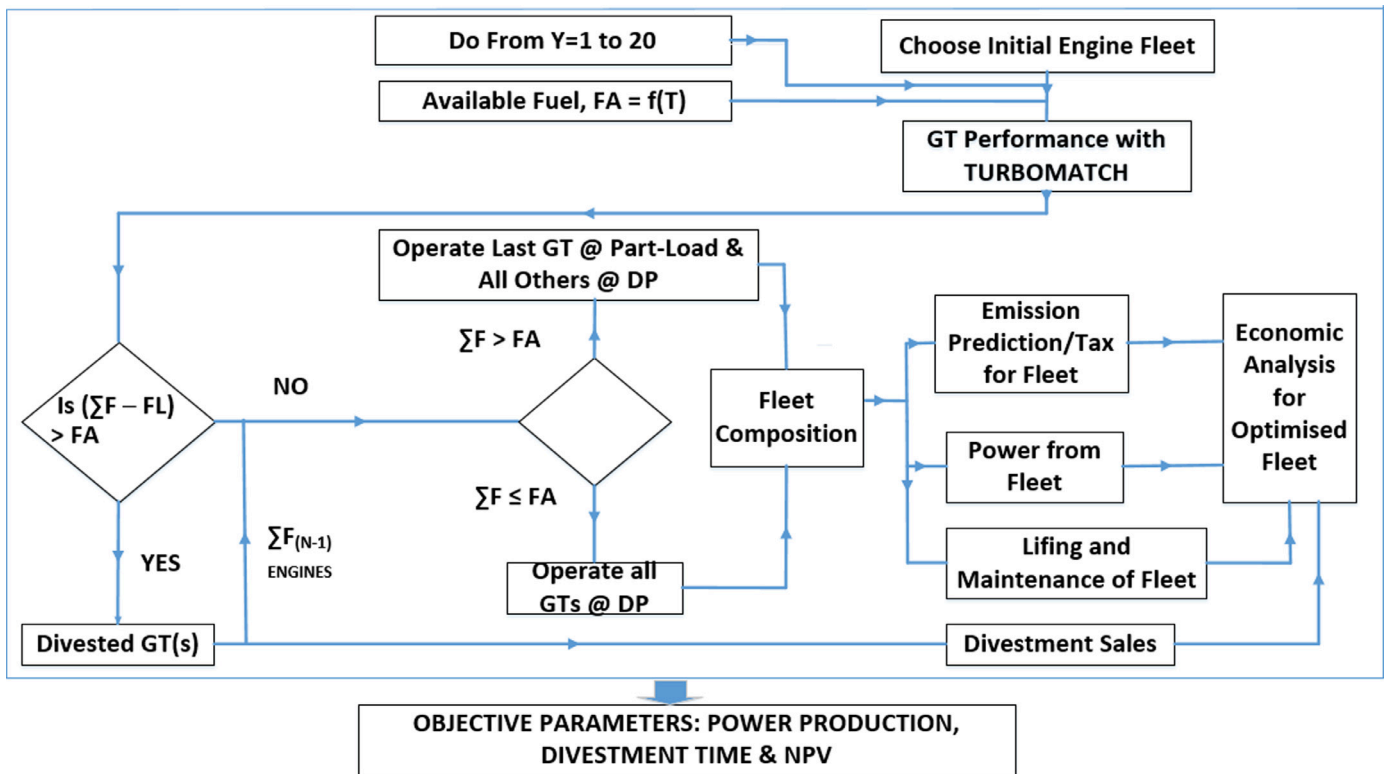 Do From Y=1 to 20
Choose Initial Engine Fleet
Available Fuel, FA = f(T)
GT Performance with
TURBOMATCH
Operate Last GT @ Part-Load &
All Others @ DP
∑F > FA
NO
Is (∑F – FL)
> FA
∑F ≤ FA
YES
∑F(N-1)
ENGINES
Operate all
GTs @ DP
Divested GT(s)
Fleet
Composition
Emission
Prediction/Tax
for Fleet
Power from
Fleet
Lifing and
Maintenance of Fleet
Divestment Sales
Economic
Analysis
for
Optimised
Fleet
OBJECTIVE PARAMETERS: POWER PRODUCTION,
DIVESTMENT TIME & NPV